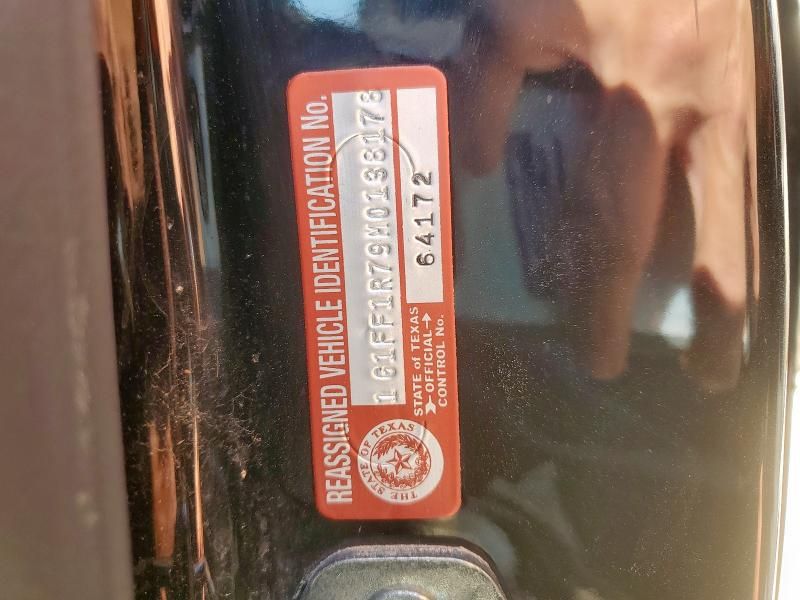 REASSIGNED VEHICLE IDENTIFICATION No.
1G1FF1R79M0138178
THE STATE OF TEXAS
STATE of TEXAS
OFFICIAL
CONTROL No.
64172